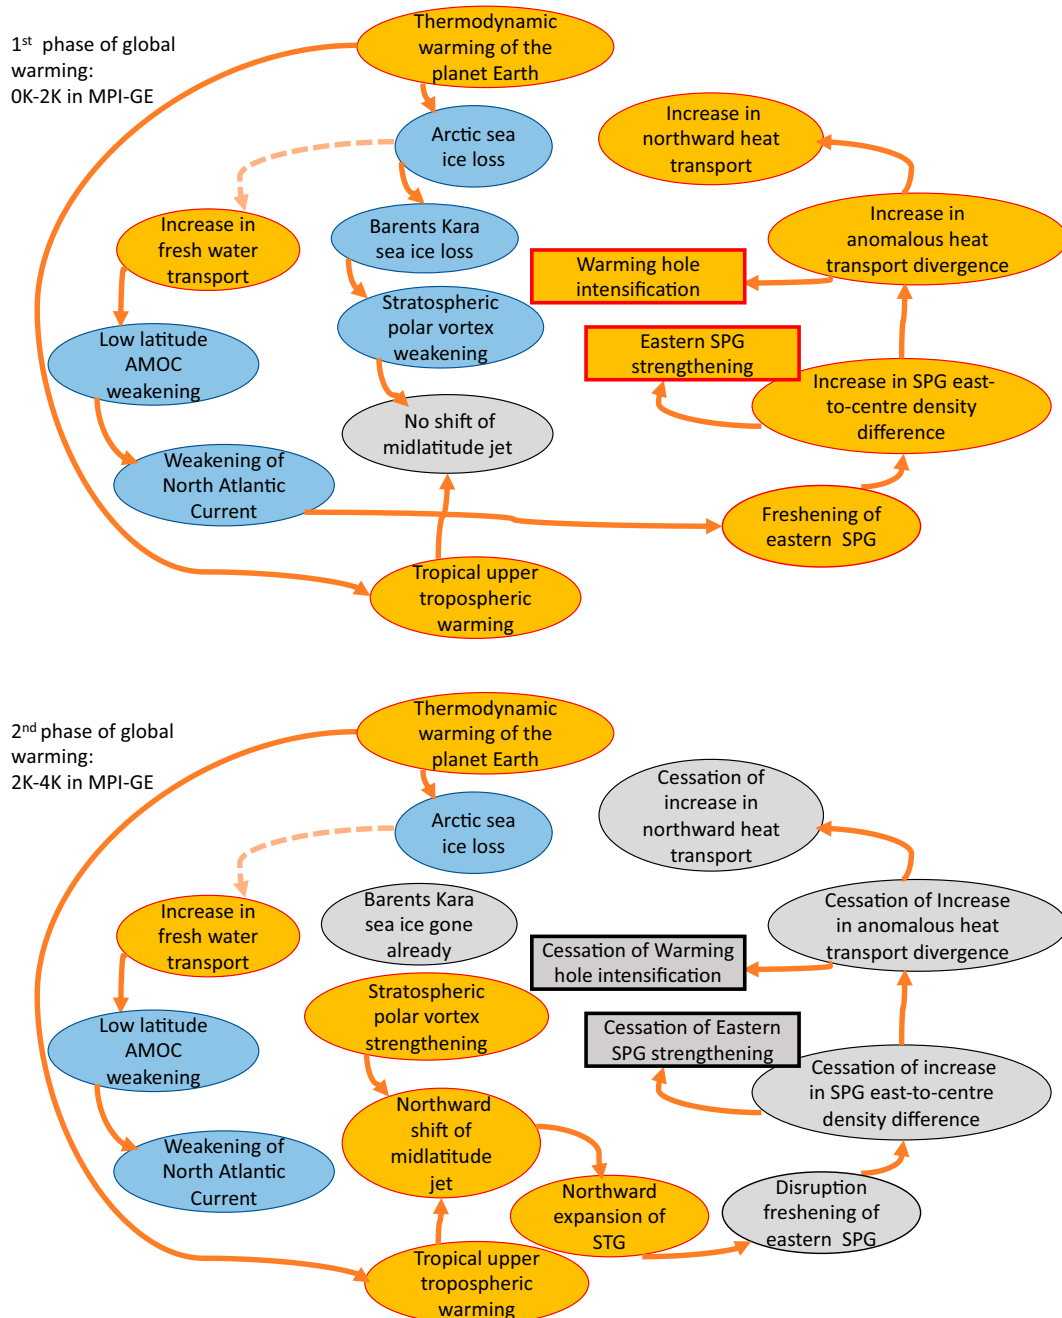 1st phase of global
warming:
0K-2K in MPI-GE
Thermodynamic
warming of the
planet Earth
Arctic sea
ice loss
Increase in
northward heat
transport
Increase in
fresh water
transport
Barents Kara
sea ice loss
Increase in
anomalous heat
transport divergence
Warming hole
intensification
Stratospheric
polar vortex
weakening
Low latitude
AMOC
weakening
Eastern SPG
strengthening
Increase in SPG east-
to-centre density
difference
No shift of
midlatitude jet
Weakening of
North Atlantic
Current
Freshening of
eastern SPG
Tropical upper
tropospheric
warming
2nd phase of global
warming:
2K-4K in MPI-GE
Thermodynamic
warming of the
planet Earth
Arctic sea
ice loss
Cessation of
increase in
northward heat
transport
Increase in
fresh water
transport
Barents Kara
sea ice gone
already
Cessation of Increase
in anomalous heat
transport divergence
Cessation of Warming
hole intensification
Stratospheric
polar vortex
strengthening
Low latitude
AMOC
weakening
Cessation of Eastern
SPG strengthening
Cessation of increase
in SPG east-to-centre
density difference
Northward
shift of
midlatitude
jet
Weakening of
North Atlantic
Current
Northward
expansion of
STG
Disruption
freshening of
eastern SPG
Tropical upper
tropospheric
warming